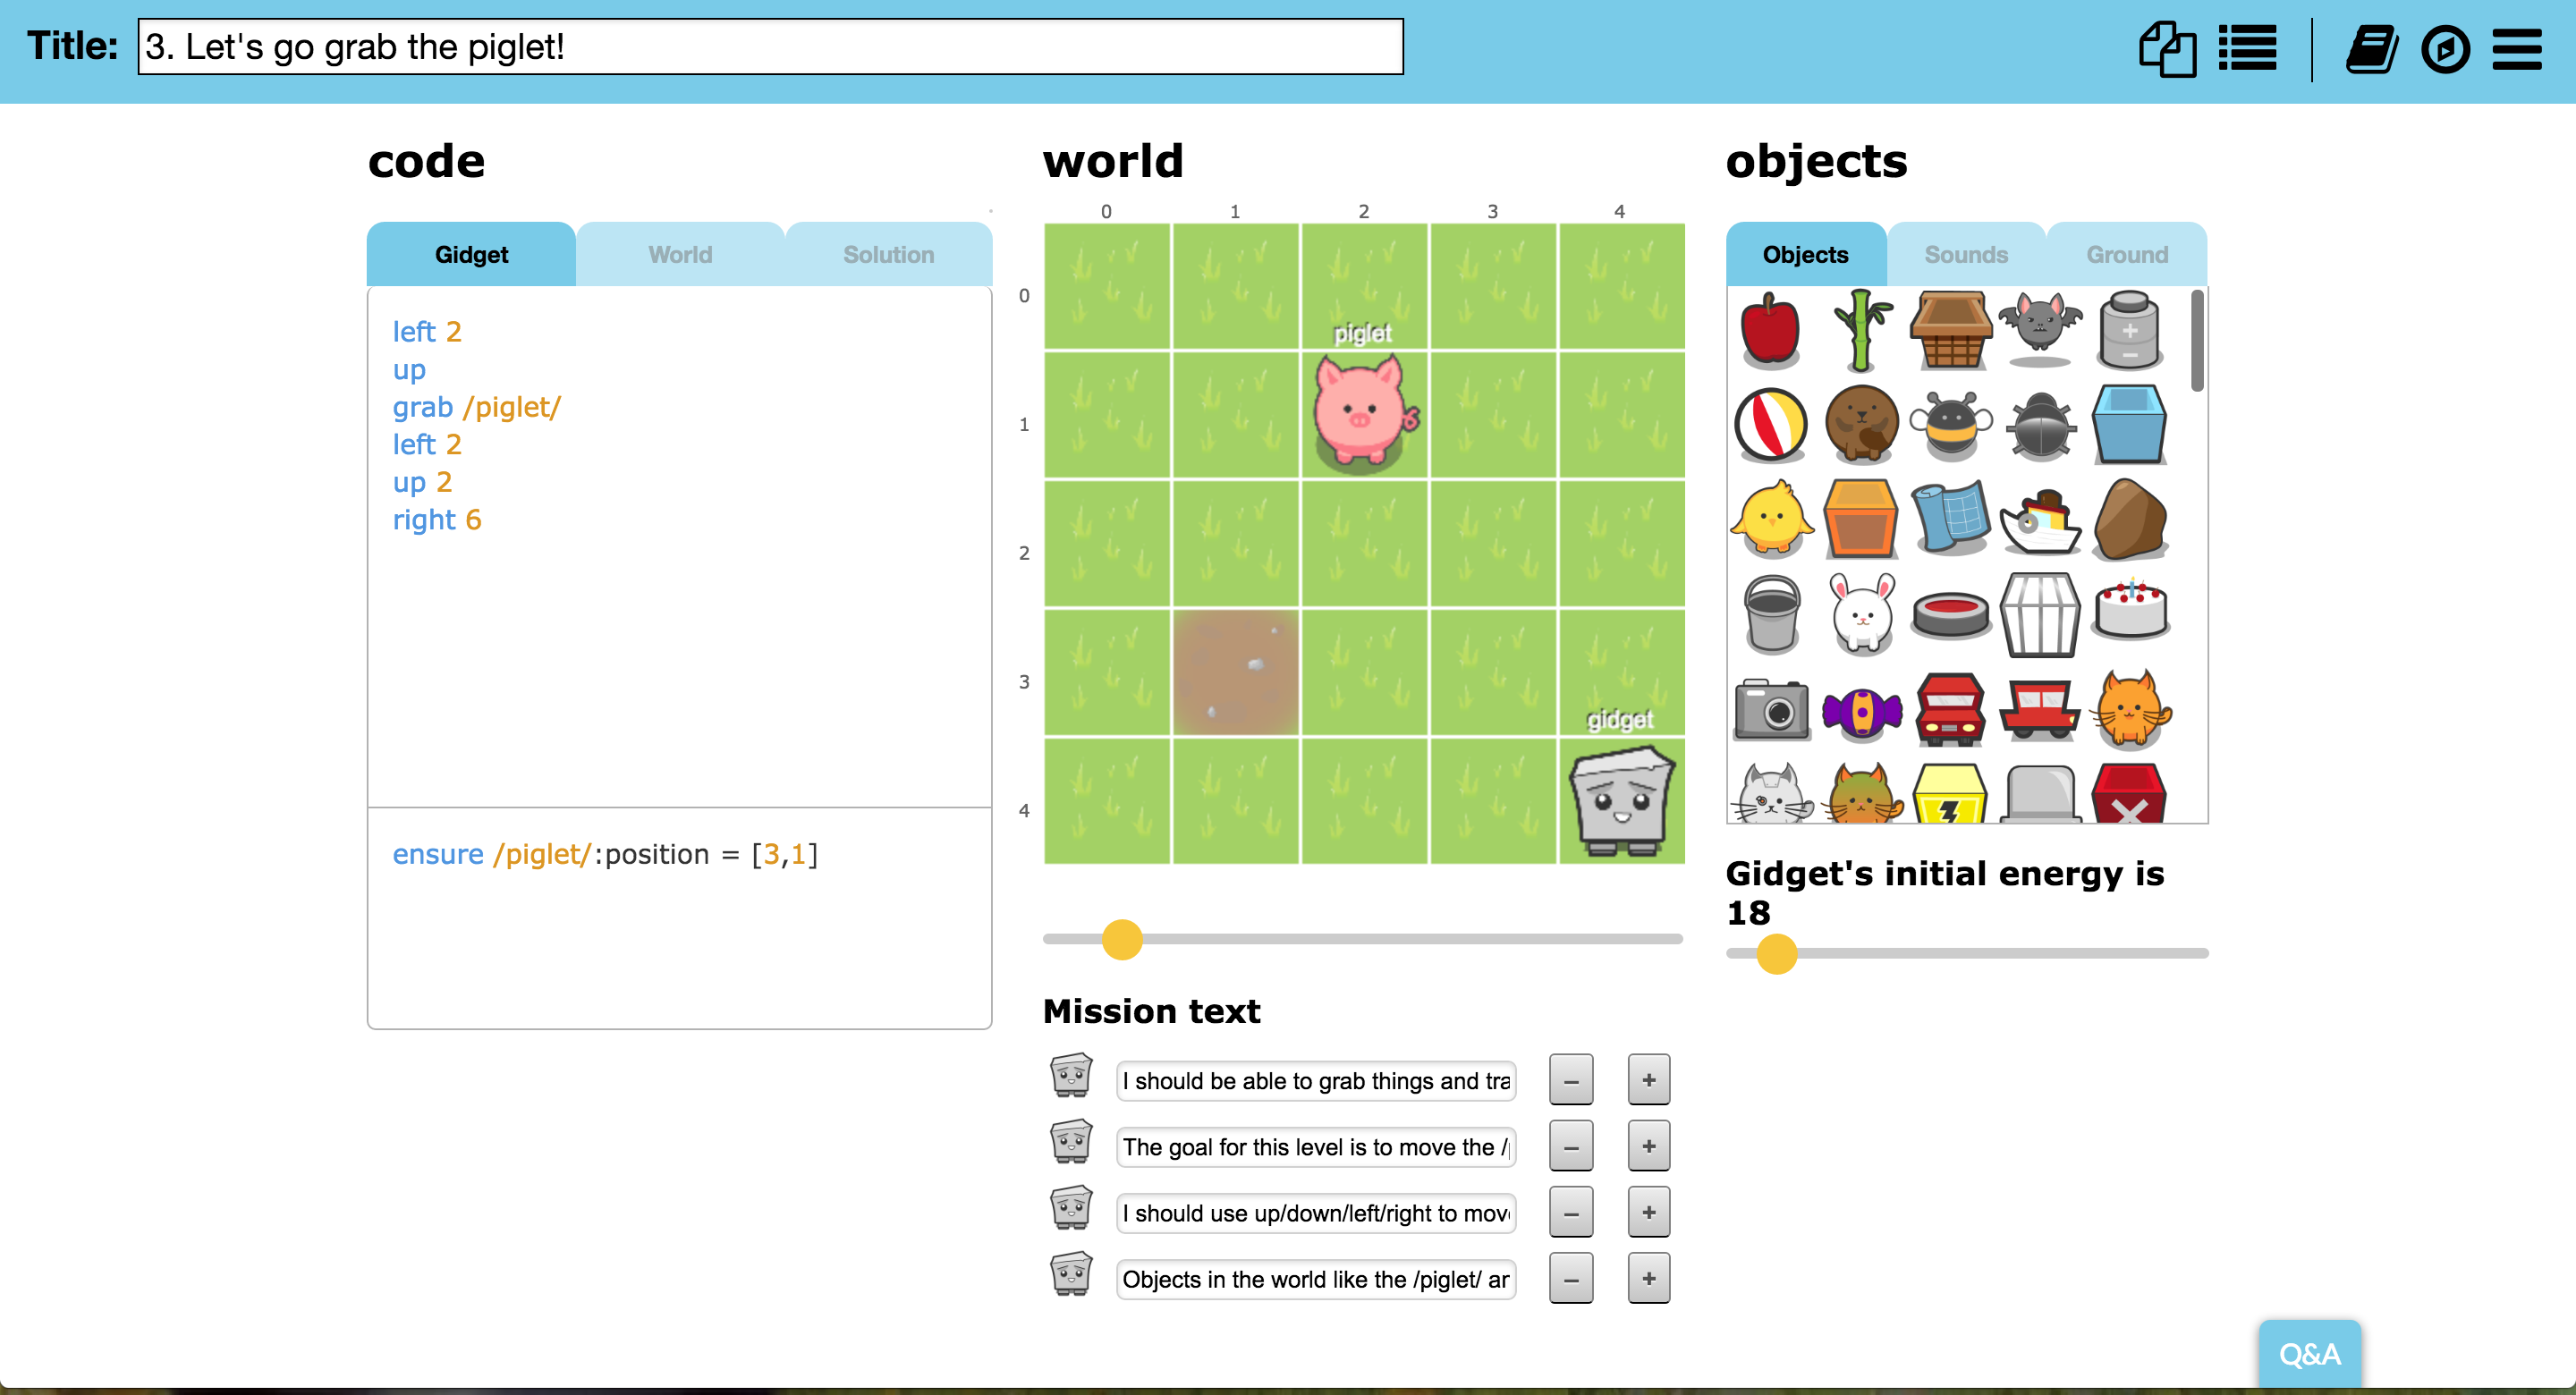 Title: 3. Let's go grab the piglet!
code
Gidget World Solution
left 2
up
grab /piglet/
left 2
up 2
right 6
ensure /piglet/:position = [3,1]
world
0 1 2 3 4
0
piglet
1
2
3
gidget
4
Mission text
I should be able to grab things and tra
– +
The goal for this level is to move the /
– +
I should use up/down/left/right to mov
– +
Objects in the world like the /piglet/ ar
– +
objects
Objects Sounds Ground
Gidget's initial energy is
18
Q&A